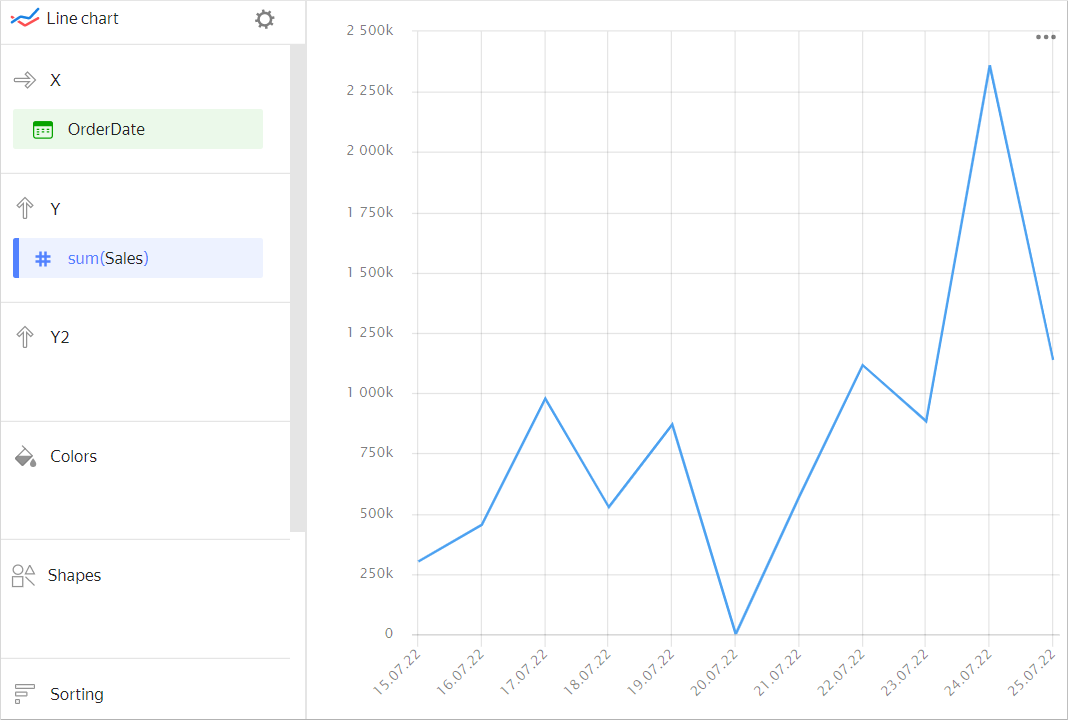 Line chart
X
OrderDate
Y
sum(Sales)
Y2
Colors
Shapes
Sorting
2 500k
2 250k
2 000k
1 750k
1 500k
1 250k
1 000k
750k
500k
250k
0
15.07.22
16.07.22
17.07.22
18.07.22
19.07.22
20.07.22
21.07.22
22.07.22
23.07.22
24.07.22
25.07.22